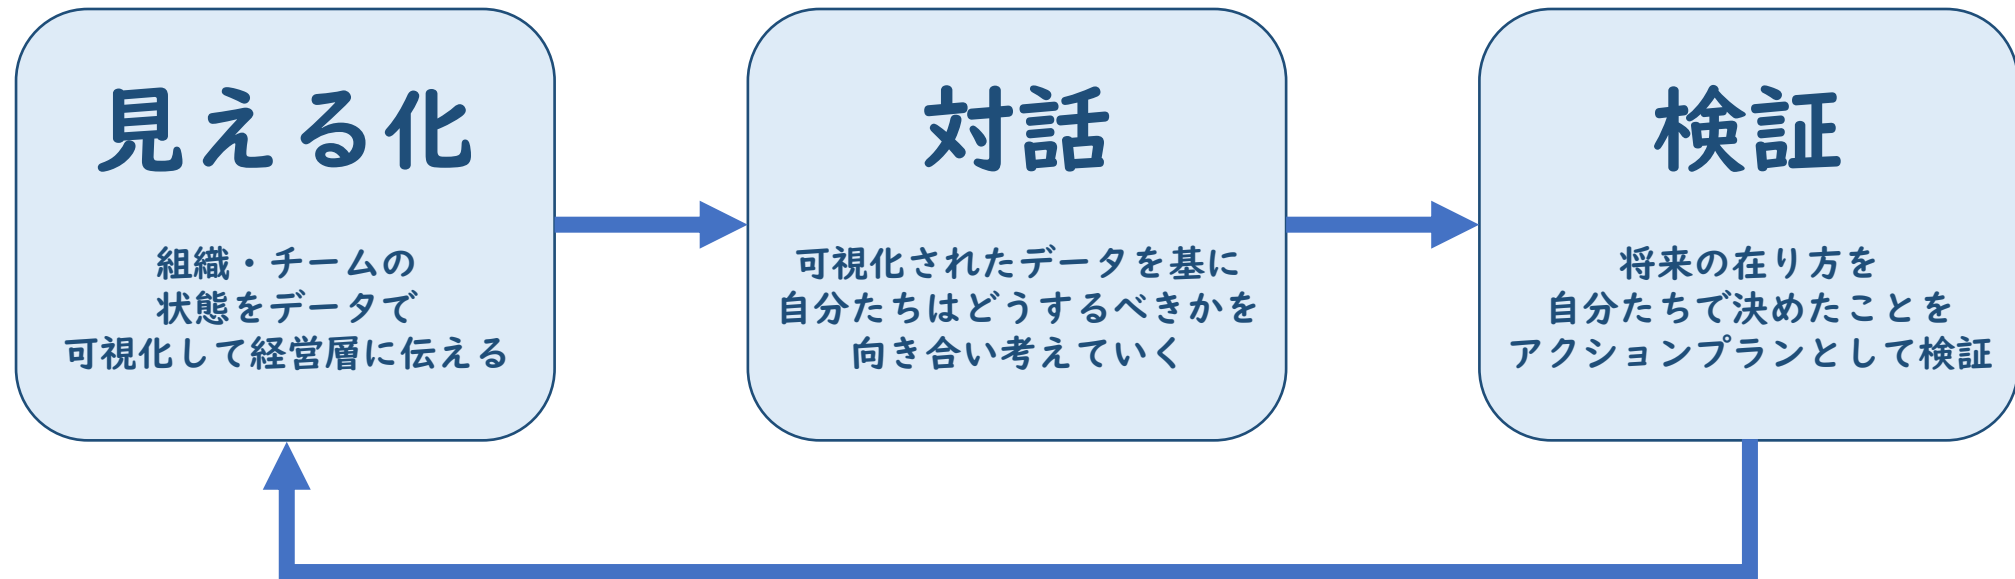 見える化
組織・チームの
状態をデータで
可視化して経営層に伝える
対話
可視化されたデータを基に
自分たちはどうするべきかを
向き合い考えていく
検証
将来の在り方を
自分たちで決めたことを
アクションプランとして検証